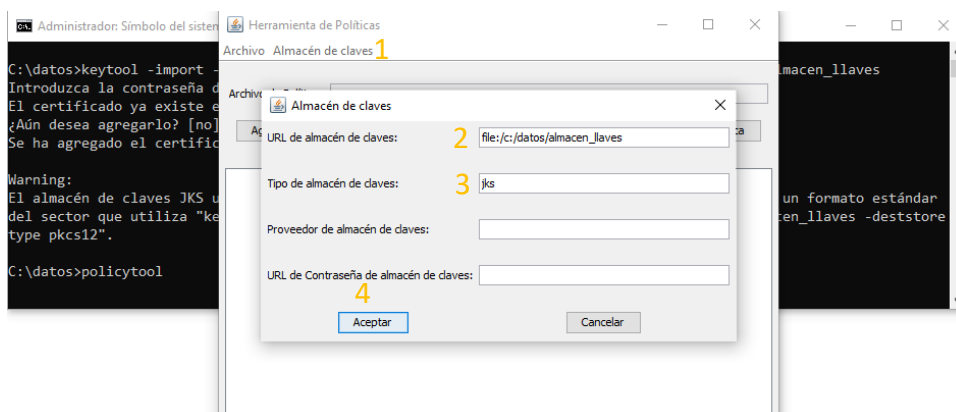 Administrador: Símbolo del sisten
C:\datos>keytool -import -
Introduzca la contraseña d
El certificado ya existe e
¿Aún desea agregarlo? [no]
Se ha agregado el certific
Warning:
El almacén de claves JKS u
del sector que utiliza "ke
type pkcs12".
C:\datos>policytool
Herramienta de Políticas
Archivo Almacén de claves 1
Archivo
Almacén de claves
URL de almacén de claves: 2 file:/c:/datos/almacen_llaves
Tipo de almacén de claves: 3 jks
Proveedor de almacén de claves:
URL de Contraseña de almacén de claves:
4
Aceptar Cancelar
lmacen_llaves
un formato estándar
en_llaves -deststore